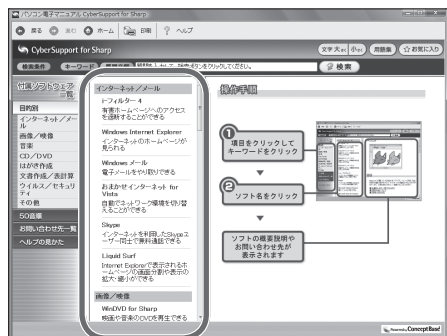 パソコン電子マニュアル CyberSupport for Sharp
戻る 進む ホーム 印刷 ヘルプ
CyberSupport for Sharp
文字 大 小 用語集 お気に入り
検索条件 キーワード 検索
付属ソフトウェア一覧
目的別
インターネット/メール
画像/映像
音楽
CD/DVD
はがき作成
文書作成/表計算
ウイルス/セキュリティ
その他
50音順
お問い合わせ先一覧
ヘルプの見かた
インターネット/メール
i-フィルター 4
有害ホームページへのアクセス
を遮断することができる
Windows Internet Explorer
インターネットのホームページが
見られる
Windows メール
電子メールをやり取りできる
おまかせインターネット for
Vista
自動でネットワーク環境を切り替
えることができる
Skype
インターネットを利用したSkypeユ
ーザー同士で無料通話できる
Liquid Surf
Internet Explorerで表示されるホ
ームページの画面分割や表示の
拡大・縮小ができる
画像/映像
WinDVD for Sharp
映画や音楽のDVDを再生できる
操作手順
1
項目をクリックして
キーワードをクリック
2
ソフト名をクリック
ソフトの概要説明や
お問い合わせ先が
表示されます
ConceptBase